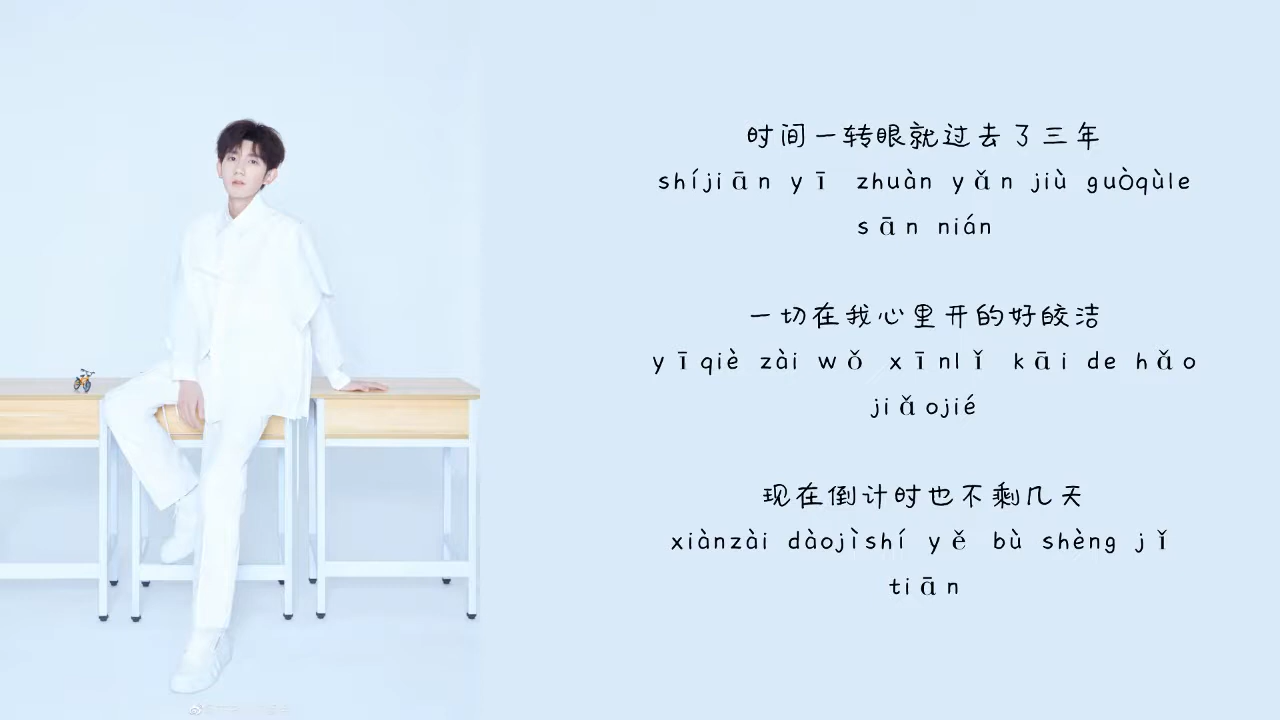 时间一转眼就过去了三年
shíjiān yī zhuàn yǎn jiù guòqùle
sān nián
一切在我心里开的好皎洁
yīqiè zài wǒ xīnlǐ kāi de hǎo
jiǎojié
现在倒计时也不剩几天
xiànzài dàojìshí yě bù shèng jǐ
tiān